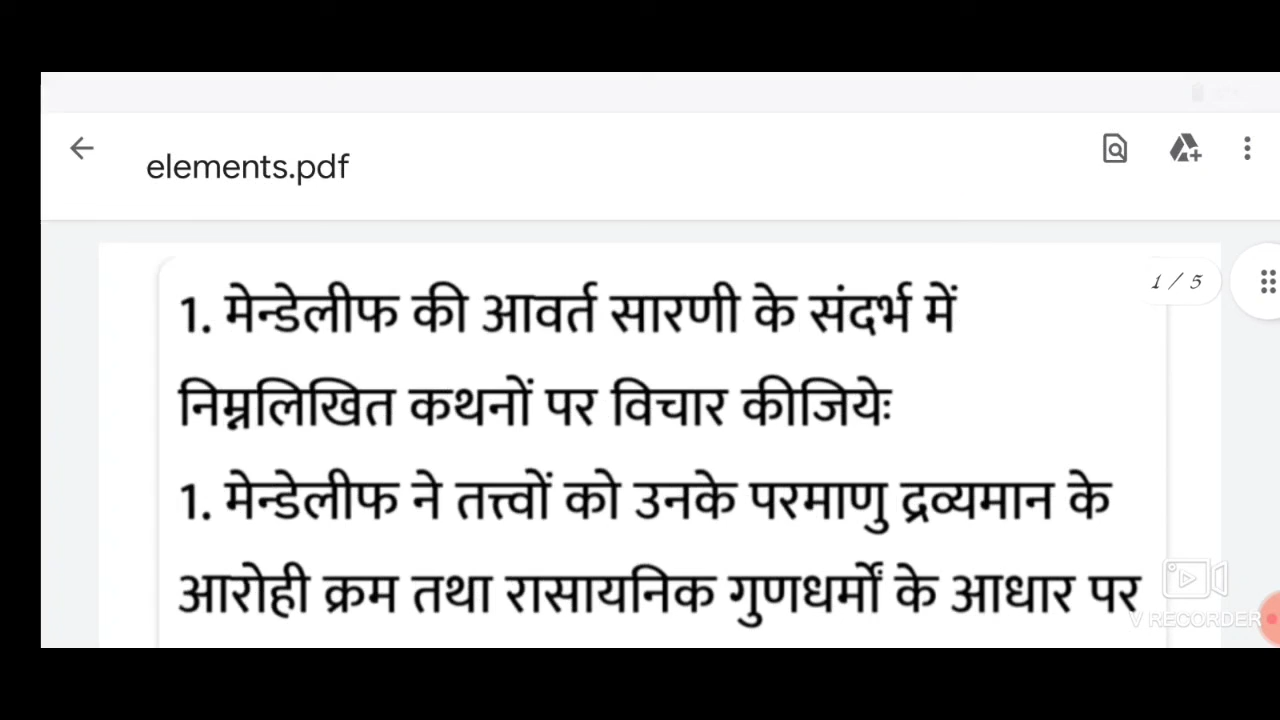 elements.pdf
1 / 5
1. मेन्डेलीफ की आवर्त सारणी के संदर्भ में
निम्नलिखित कथनों पर विचार कीजियेः
1. मेन्डेलीफ ने तत्त्वों को उनके परमाणु द्रव्यमान के
आरोही क्रम तथा रासायनिक गुणधर्मों के आधार पर
V RECORDER